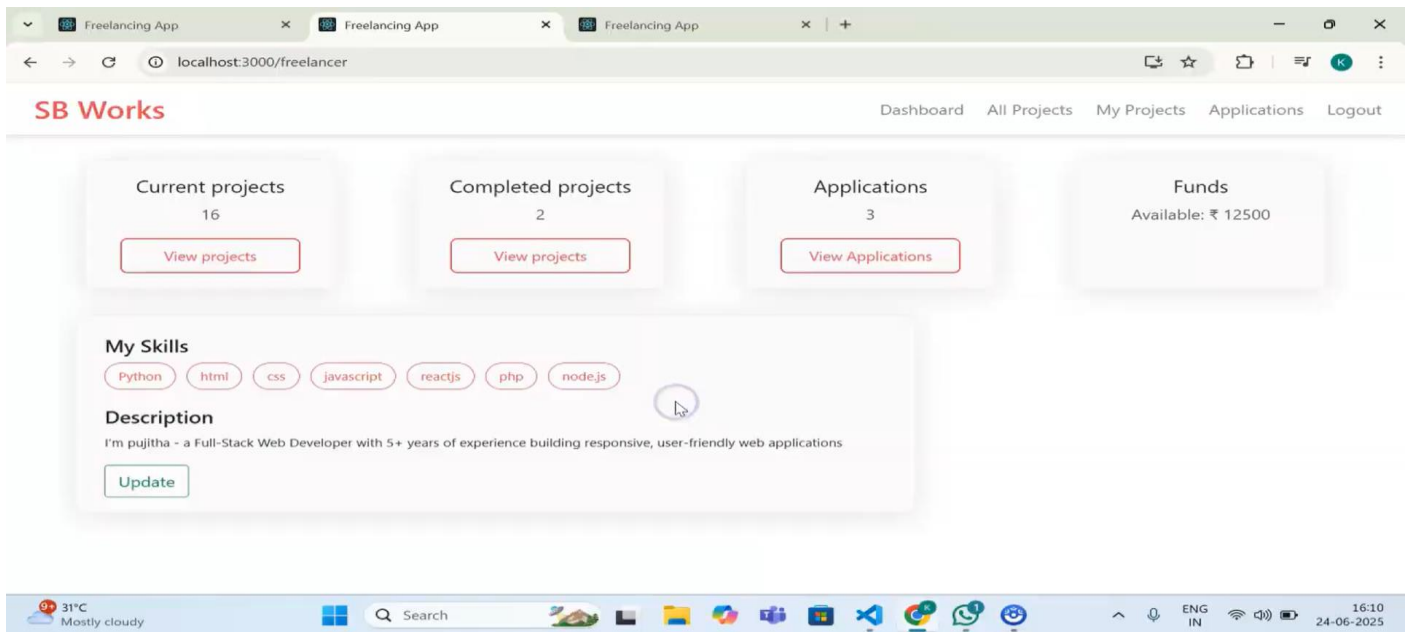 Freelancing App Freelancing App Freelancing App
localhost:3000/freelancer K
SB Works Dashboard All Projects My Projects Applications Logout
Current projects Completed projects Applications Funds
16 2 3 Available: ₹ 12500
View projects View projects View Applications
My Skills
Python html css javascript reactjs php node.js
Description
I'm pujitha - a Full-Stack Web Developer with 5+ years of experience building responsive, user-friendly web applications
Update
9+ 31°C Search ENG 16:10
Mostly cloudy IN 24-06-2025